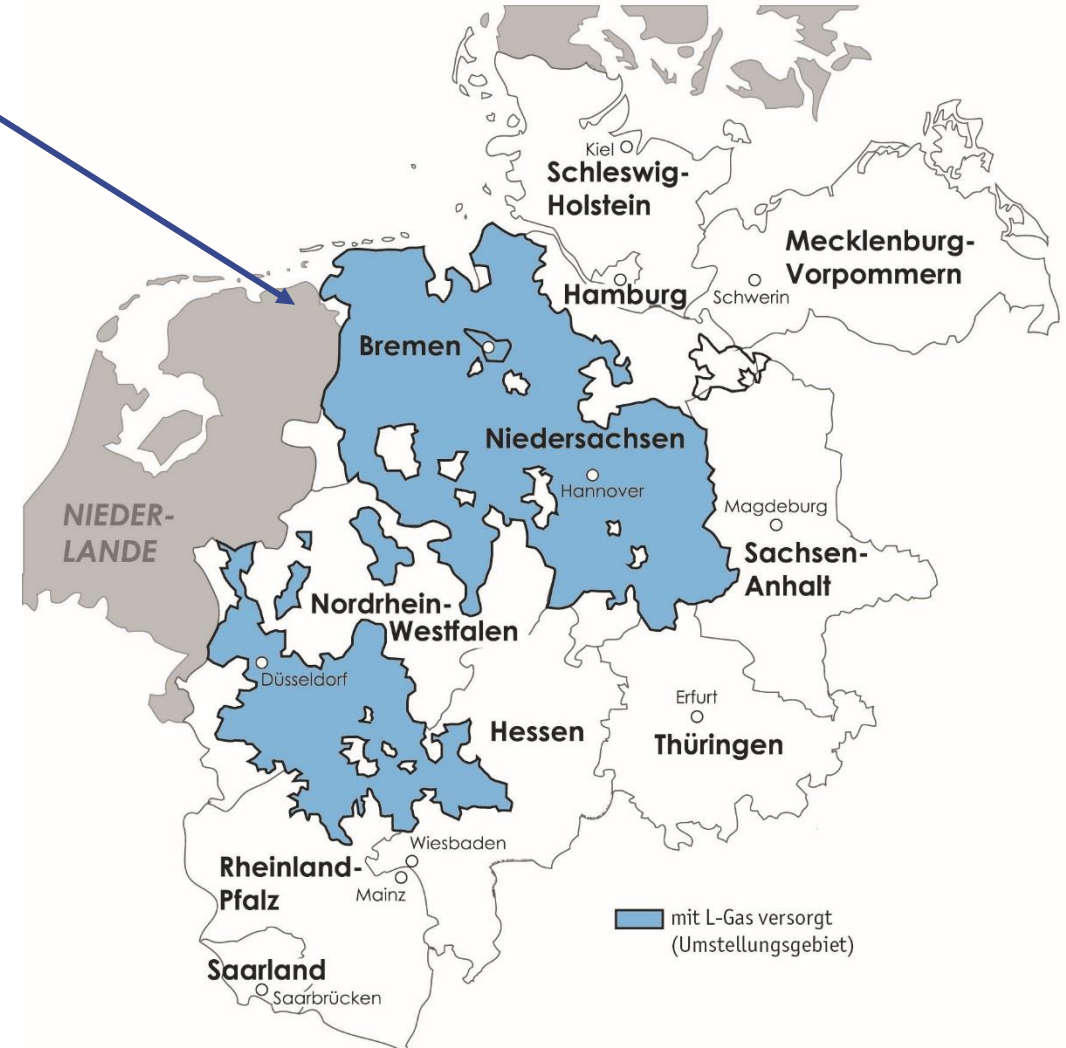 Kiel
Schleswig-
Holstein
Mecklenburg-
Vorpommern
Hamburg
Schwerin
Bremen
Niedersachsen
Hannover
Magdeburg
NIEDER-
LANDE
Sachsen-
Anhalt
Nordrhein-
Westfalen
Düsseldorf
Erfurt
Hessen
Thüringen
Wiesbaden
Rheinland-
Pfalz
Mainz
mit L-Gas versorgt
(Umstellungsgebiet)
Saarland
Saarbrücken